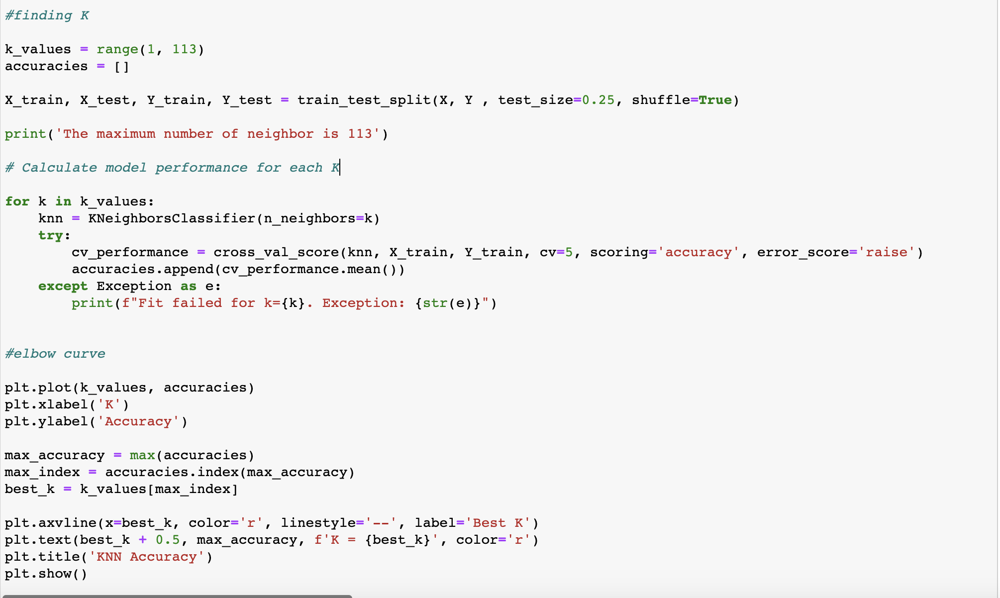 #finding K
k_values = range(1, 113)
accuracies = []
X_train, X_test, Y_train, Y_test = train_test_split(X, Y , test_size=0.25, shuffle=True)
print('The maximum number of neighbor is 113')
# Calculate model performance for each K
for k in k_values:
    knn = KNeighborsClassifier(n_neighbors=k)
    try:
        cv_performance = cross_val_score(knn, X_train, Y_train, cv=5, scoring='accuracy', error_score='raise')
        accuracies.append(cv_performance.mean())
    except Exception as e:
        print(f"Fit failed for k={k}. Exception: {str(e)}")
#elbow curve
plt.plot(k_values, accuracies)
plt.xlabel('K')
plt.ylabel('Accuracy')
max_accuracy = max(accuracies)
max_index = accuracies.index(max_accuracy)
best_k = k_values[max_index]
plt.axvline(x=best_k, color='r', linestyle='--', label='Best K')
plt.text(best_k + 0.5, max_accuracy, f'K = {best_k}', color='r')
plt.title('KNN Accuracy')
plt.show()